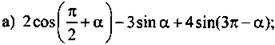 а) 2cos(π/2 + α) − 3sin α + 4sin(3π − α);